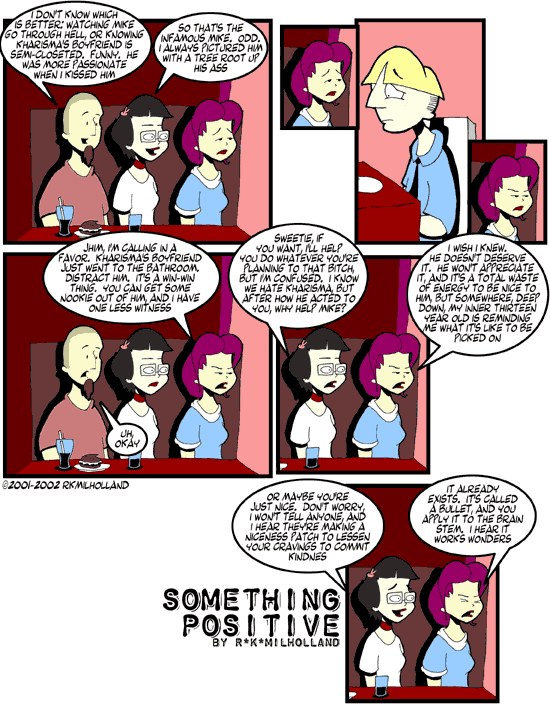 I DON'T KNOW WHICH
IS BETTER: WATCHING MIKE
GO THROUGH HELL, OR KNOWING
KHARISMA'S BOYFRIEND IS
SEMI-CLOSETED. FUNNY. HE
WAS MORE PASSIONATE
WHEN I KISSED HIM
SO THAT'S THE
INFAMOUS MIKE. ODD.
I ALWAYS PICTURED HIM
WITH A TREE ROOT UP
HIS ASS
JHIM, I'M CALLING IN A
FAVOR. KHARISMA'S BOYFRIEND
JUST WENT TO THE BATHROOM.
DISTRACT HIM. IT'S A WIN-WIN
THING. YOU CAN GET SOME
NOOKIE OUT OF HIM, AND I HAVE
ONE LESS WITNESS
UH,
OKAY
SWEETIE, IF
YOU WANT, I'LL HELP
YOU DO WHATEVER YOU'RE
PLANNING TO THAT BITCH,
BUT I'M CONFUSED. I KNOW
WE HATE KHARISMA, BUT
AFTER HOW HE ACTED TO
YOU, WHY HELP MIKE?
I WISH I KNEW.
HE DOESN'T DESERVE
IT. HE WON'T APPRECIATE
IT, AND IT'S A TOTAL WASTE
OF ENERGY TO BE NICE TO
HIM, BUT SOMEWHERE, DEEP
DOWN, MY INNER THIRTEEN
YEAR OLD IS REMINDING
ME WHAT IT'S LIKE TO BE
PICKED ON
©2001-2002 RKMILHOLLAND
OR MAYBE YOU'RE
JUST NICE. DON'T WORRY,
I WON'T TELL ANYONE, AND
I HEAR THEY'RE MAKING A
NICENESS PATCH TO LESSEN
YOUR CRAVINGS TO COMMIT
KINDNES
IT ALREADY
EXISTS. IT'S CALLED
A BULLET, AND YOU
APPLY IT TO THE BRAIN
STEM. I HEAR IT
WORKS WONDERS
SOMETHING
POSITIVE
BY R*K*MILHOLLAND